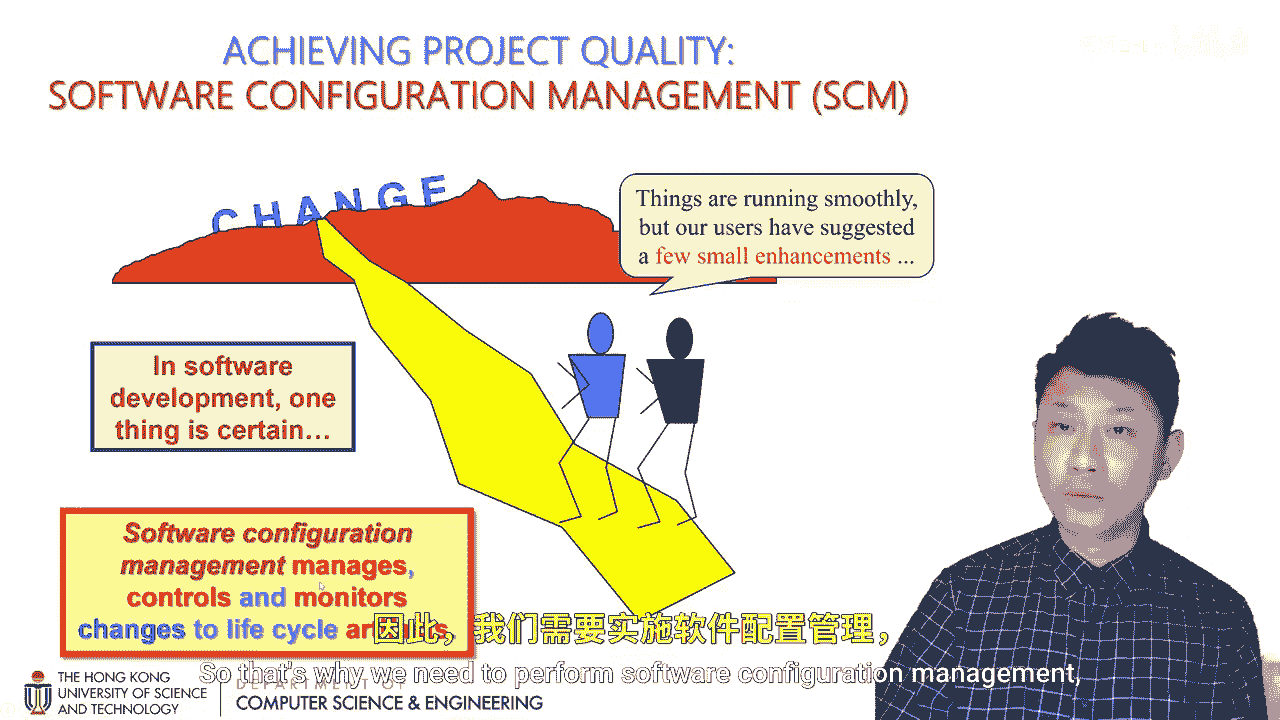 ACHIEVING PROJECT QUALITY:
SOFTWARE CONFIGURATION MANAGEMENT (SCM)
CHANGE
Things are running smoothly,
but our users have suggested
a few small enhancements ...
In software
development, one
thing is certain…
Software configuration
management manages,
controls and monitors
changes to life cycle
因此，我们需要实施软件配置管理，
So that's why we need to perform software configuration management,
THE HONG KONG
UNIVERSITY OF SCIENCE
AND TECHNOLOGY
DEPARTMENT OF
COMPUTER SCIENCE & ENGINEERING